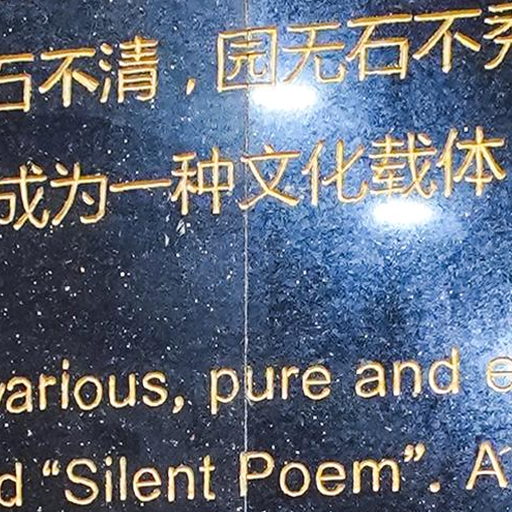 石不清，园无石不秀
成为一种文化载体
various, pure and e
d “Silent Poem”. A